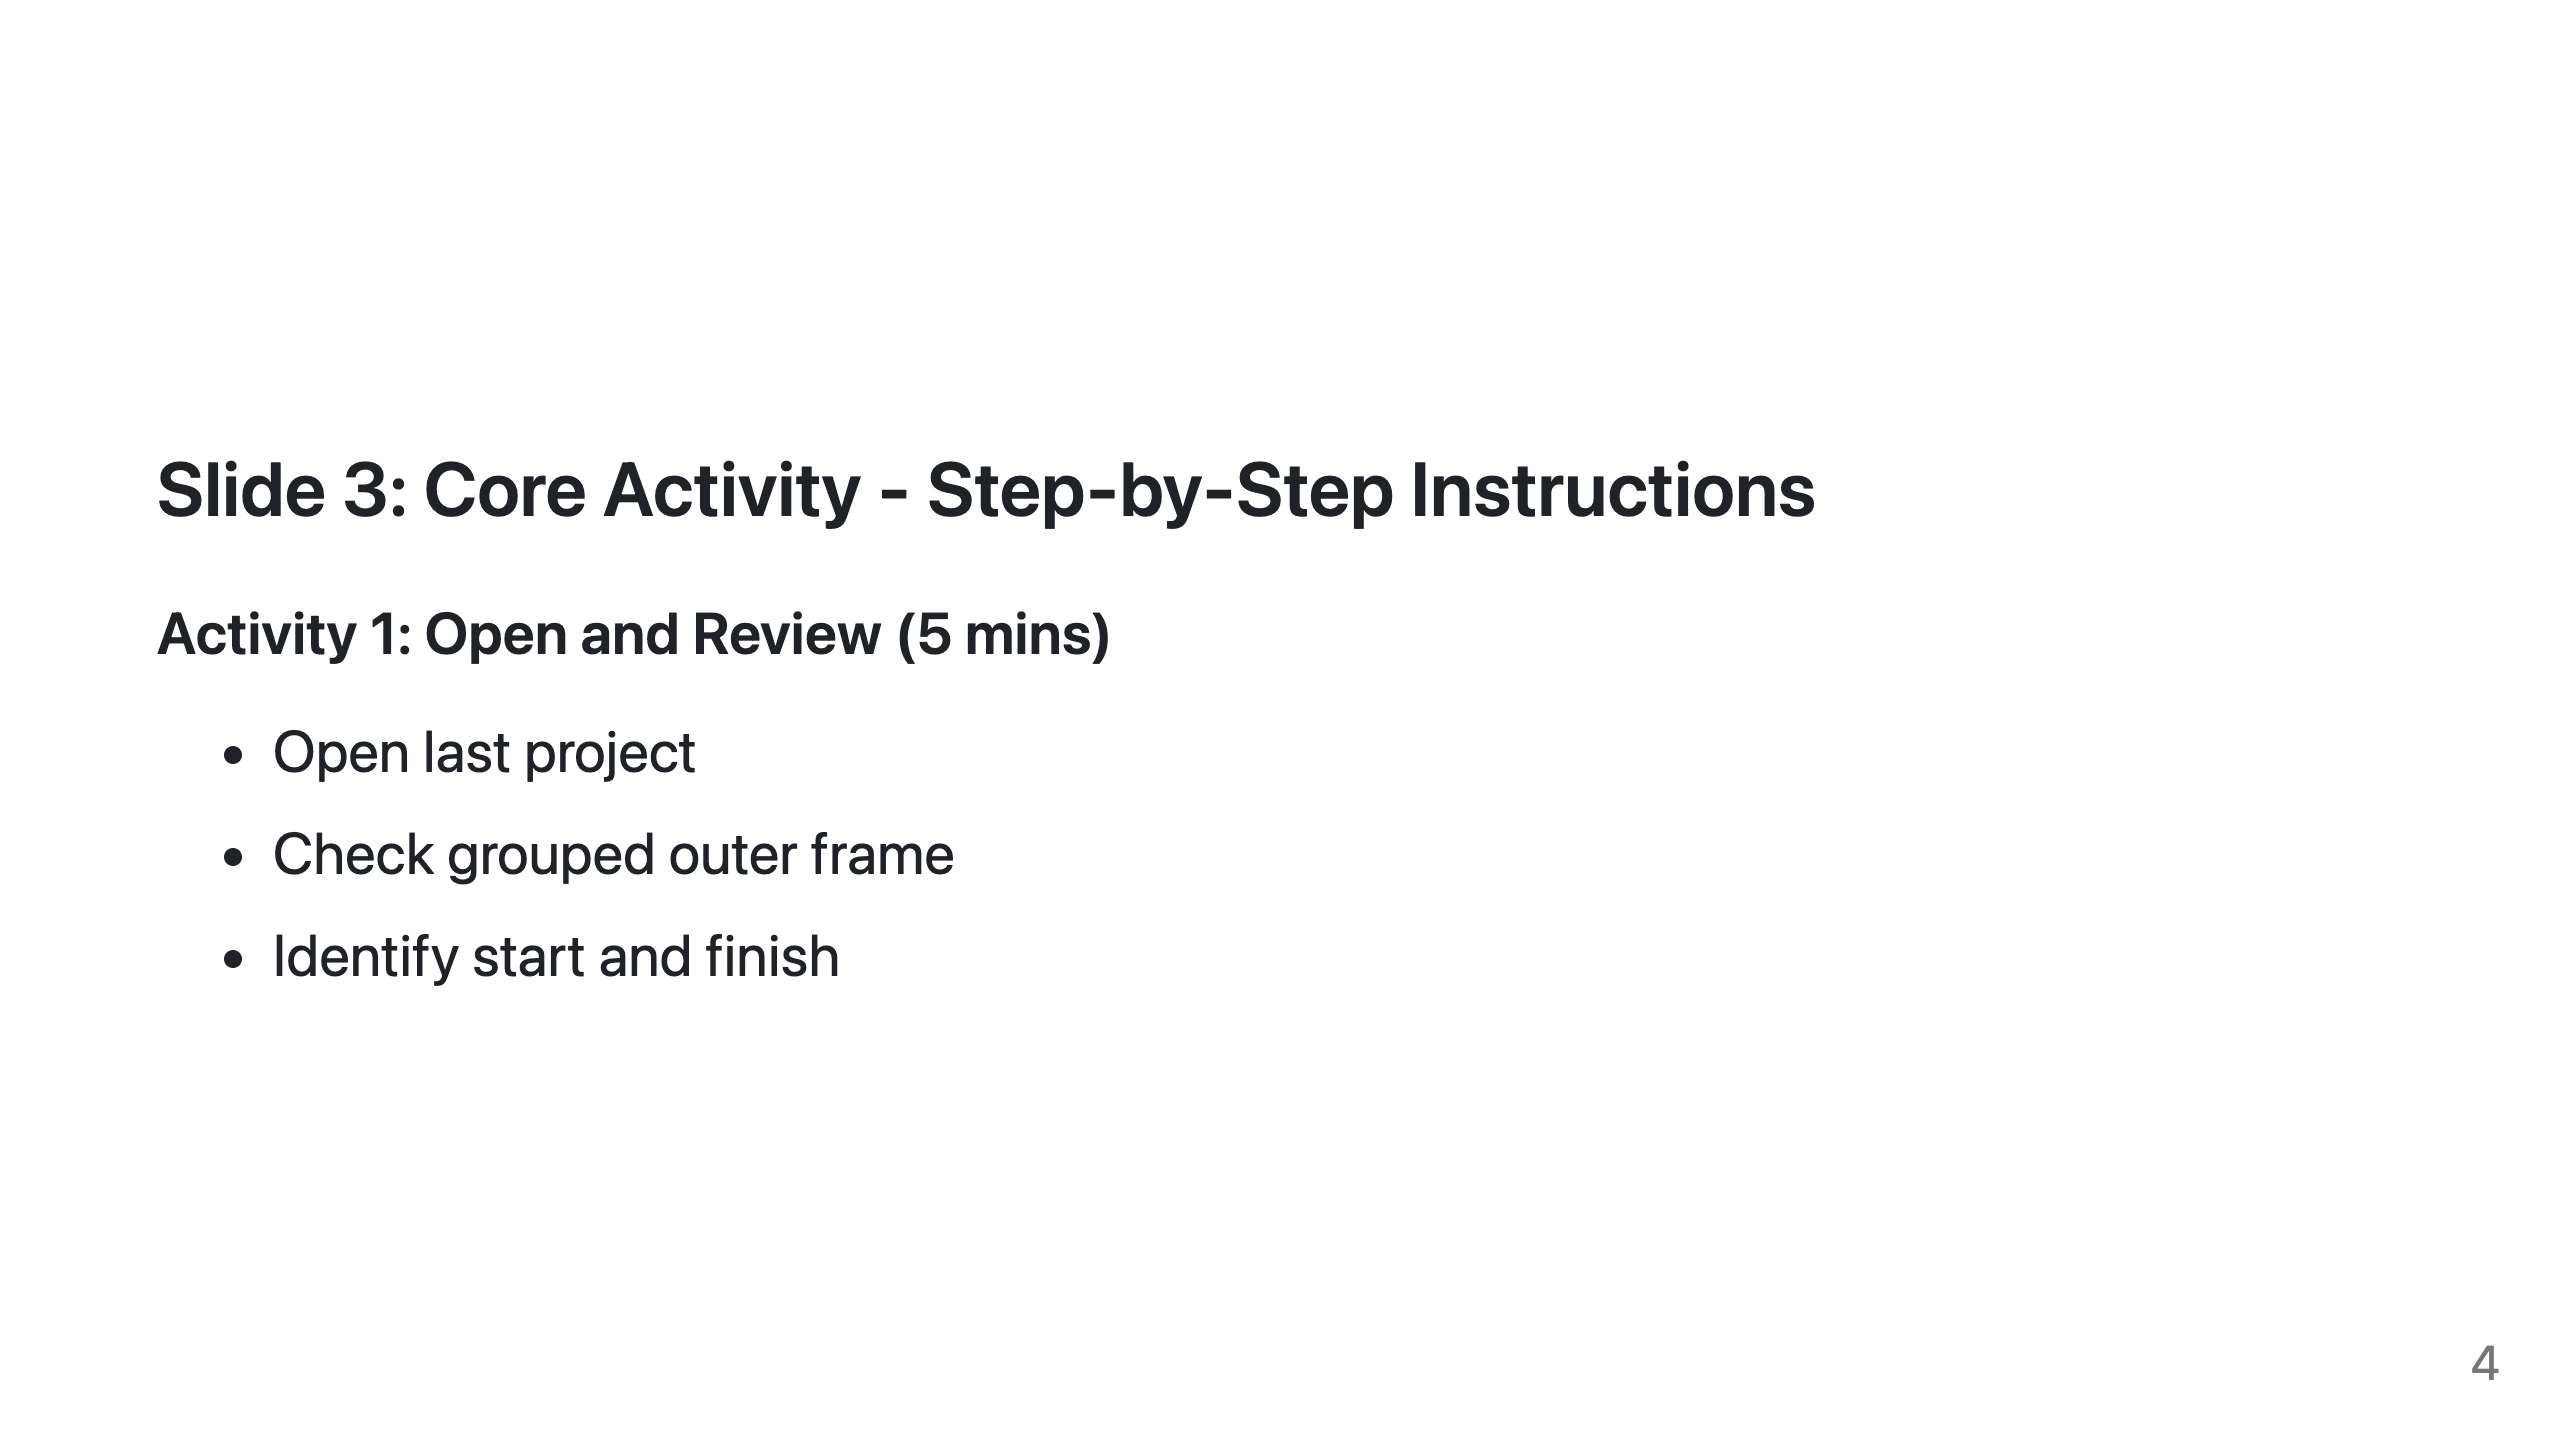 Slide 3: Core Activity - Step-by-Step Instructions
Activity 1: Open and Review (5 mins)
• Open last project
• Check grouped outer frame
• Identify start and finish
4